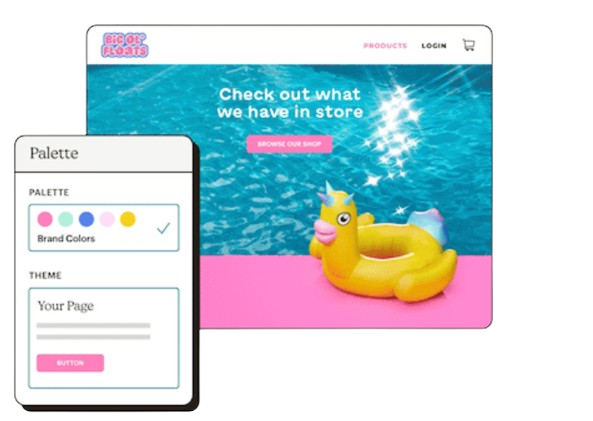 BIG OL'
FLOATS
PRODUCTS LOGIN
Check out what
we have in store
BROWSE OUR SHOP
Palette
PALETTE
Brand Colors
THEME
Your Page
BUTTON